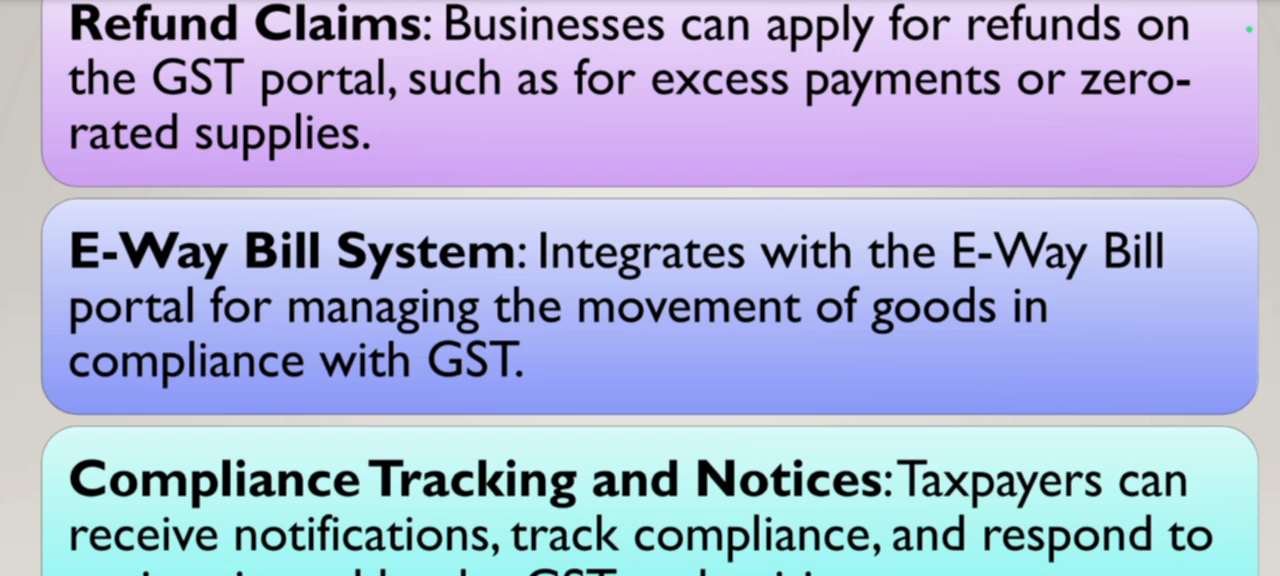 Refund Claims: Businesses can apply for refunds on
the GST portal, such as for excess payments or zero-
rated supplies.
E-Way Bill System: Integrates with the E-Way Bill
portal for managing the movement of goods in
compliance with GST.
Compliance Tracking and Notices: Taxpayers can
receive notifications, track compliance, and respond to
GST